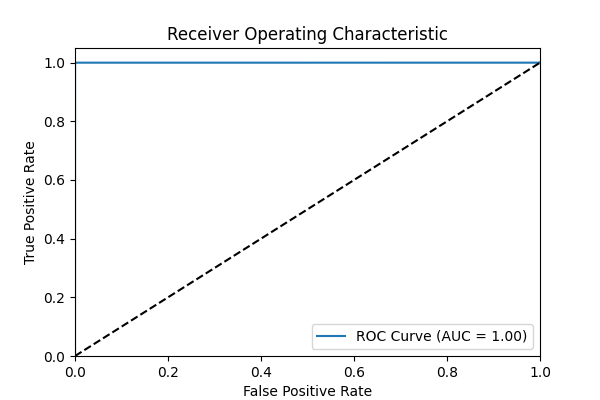 Receiver Operating Characteristic
True Positive Rate
1.0
0.8
0.6
0.4
0.2
0.0
ROC Curve (AUC = 1.00)
0.0 0.2 0.4 0.6 0.8 1.0
False Positive Rate